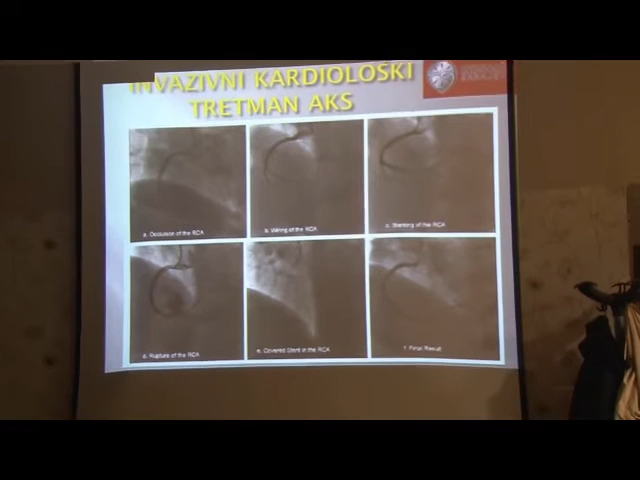 INVAZIVNI KARDIOLOŠKI
TRETMAN AKS
a. Occlusion of the RCA
b. Wiring of the RCA
c. Stenting of the RCA
d. Rupture of the RCA
e. Covered Stent in the RCA
f. Final Result